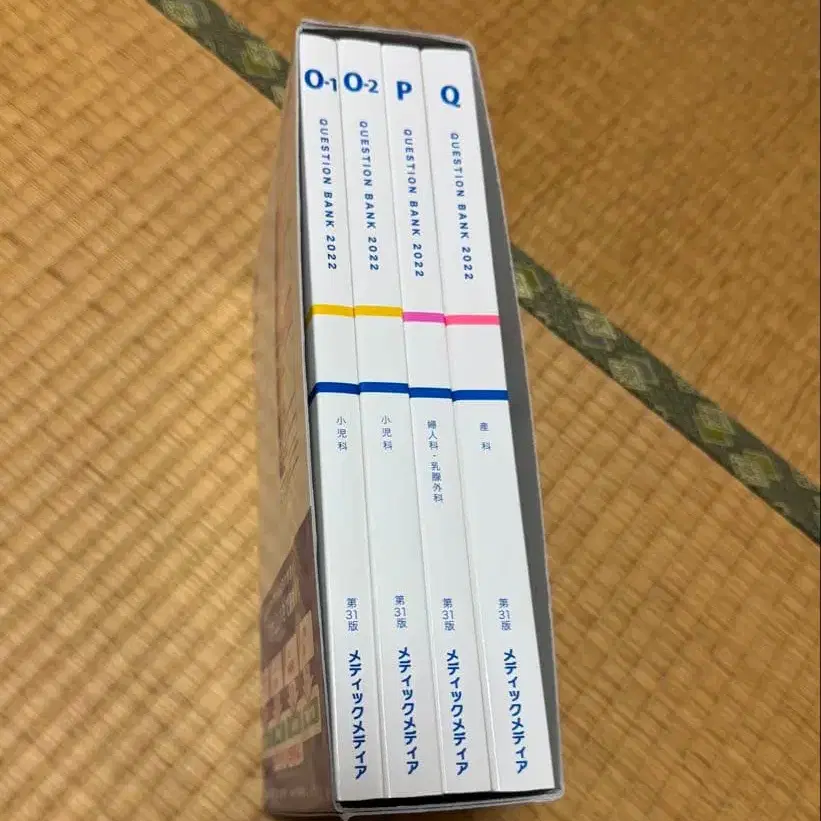 O-1
QUESTION BANK 2022
小児科
第31版
メディックメディア
O-2
QUESTION BANK 2022
小児科
第31版
メディックメディア
P
QUESTION BANK 2022
婦人科・乳腺外科
第31版
メディックメディア
Q
QUESTION BANK 2022
産科
第31版
メディックメディア